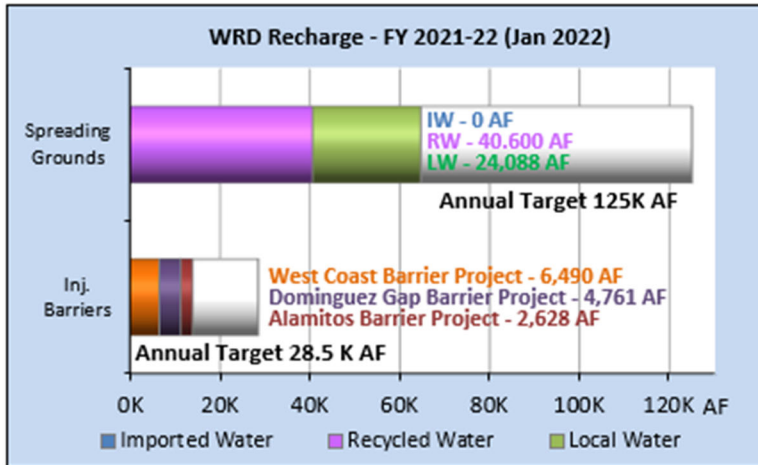 WRD Recharge - FY 2021-22 (Jan 2022)
Spreading
Grounds
IW - 0 AF
RW - 40.600 AF
LW - 24,088 AF
Annual Target 125K AF
Inj.
Barriers
West Coast Barrier Project - 6,490 AF
Dominguez Gap Barrier Project - 4,761 AF
Alamitos Barrier Project - 2,628 AF
Annual Target 28.5 K AF
0K 20K 40K 60K 80K 100K 120K AF
Imported Water Recycled Water Local Water